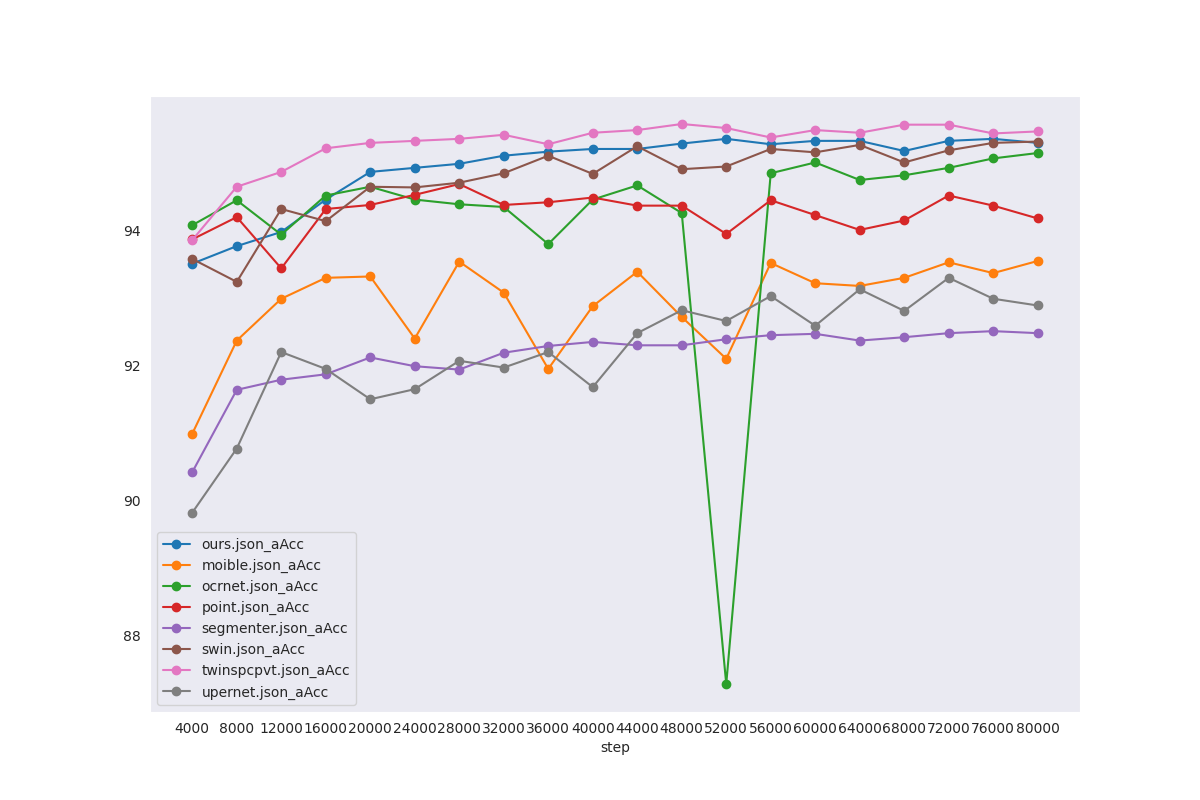 94
92
90
88
ours.json_aAcc
moible.json_aAcc
ocrnet.json_aAcc
point.json_aAcc
segmenter.json_aAcc
swin.json_aAcc
twinspcpvt.json_aAcc
upernet.json_aAcc
4000 8000 12000 16000 20000 24000 28000 32000 36000 40000 44000 48000 52000 56000 60000 64000 68000 72000 76000 80000
step